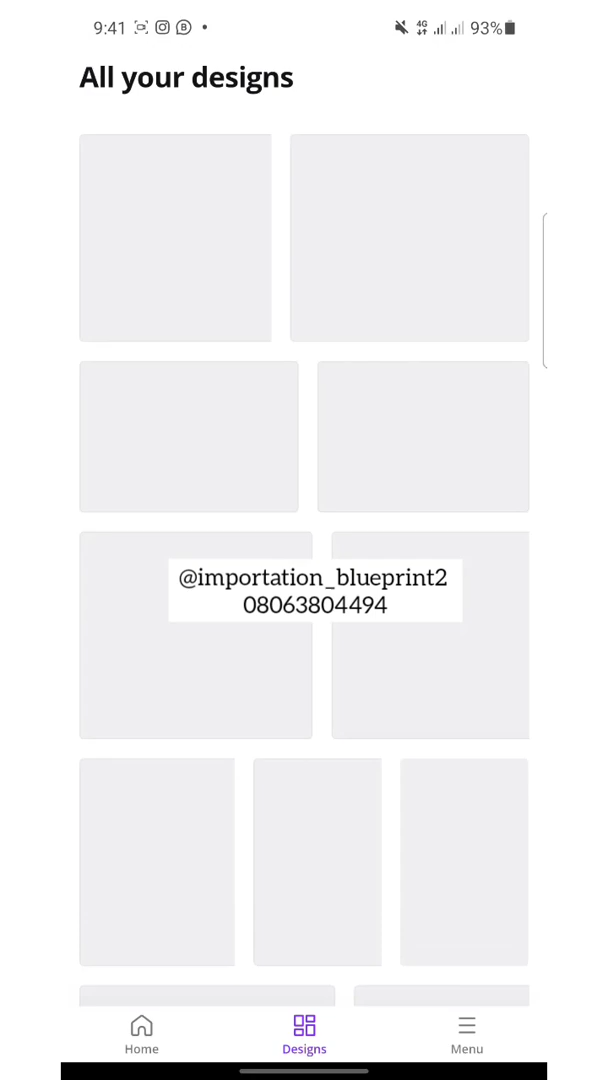 9:41
4G
93%
All your designs
@importation_blueprint2
08063804494
Home
Designs
Menu